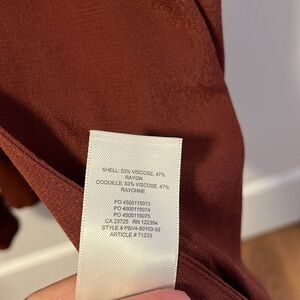 SHELL: 53% VISCOSE, 47%
RAYON
COQUILLE: 53% VISCOSE, 47%
RAYONNE
PO 4500115073
PO 4500115074
PO 4500115075
CA 23725 RN 122354
STYLE # PBV4-60103-30
ARTICLE # 71233